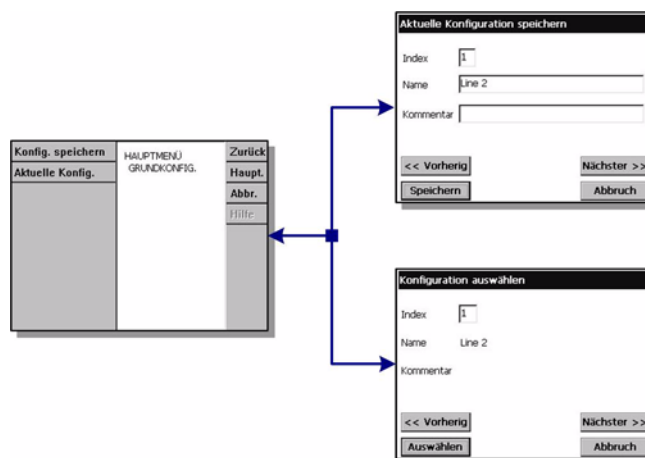 Konfig. speichern
Aktuelle Konfig.
HAUPTMENÜ
GRUNDKONFIG.
Zurück
Haupt.
Abbr.
Hilfe
Aktuelle Konfiguration speichern
Index 1
Name Line 2
Kommentar
<< Vorherig Nächster >>
Speichern Abbruch
Konfiguration auswählen
Index 1
Name Line 2
Kommentar
<< Vorherig Nächster >>
Auswählen Abbruch